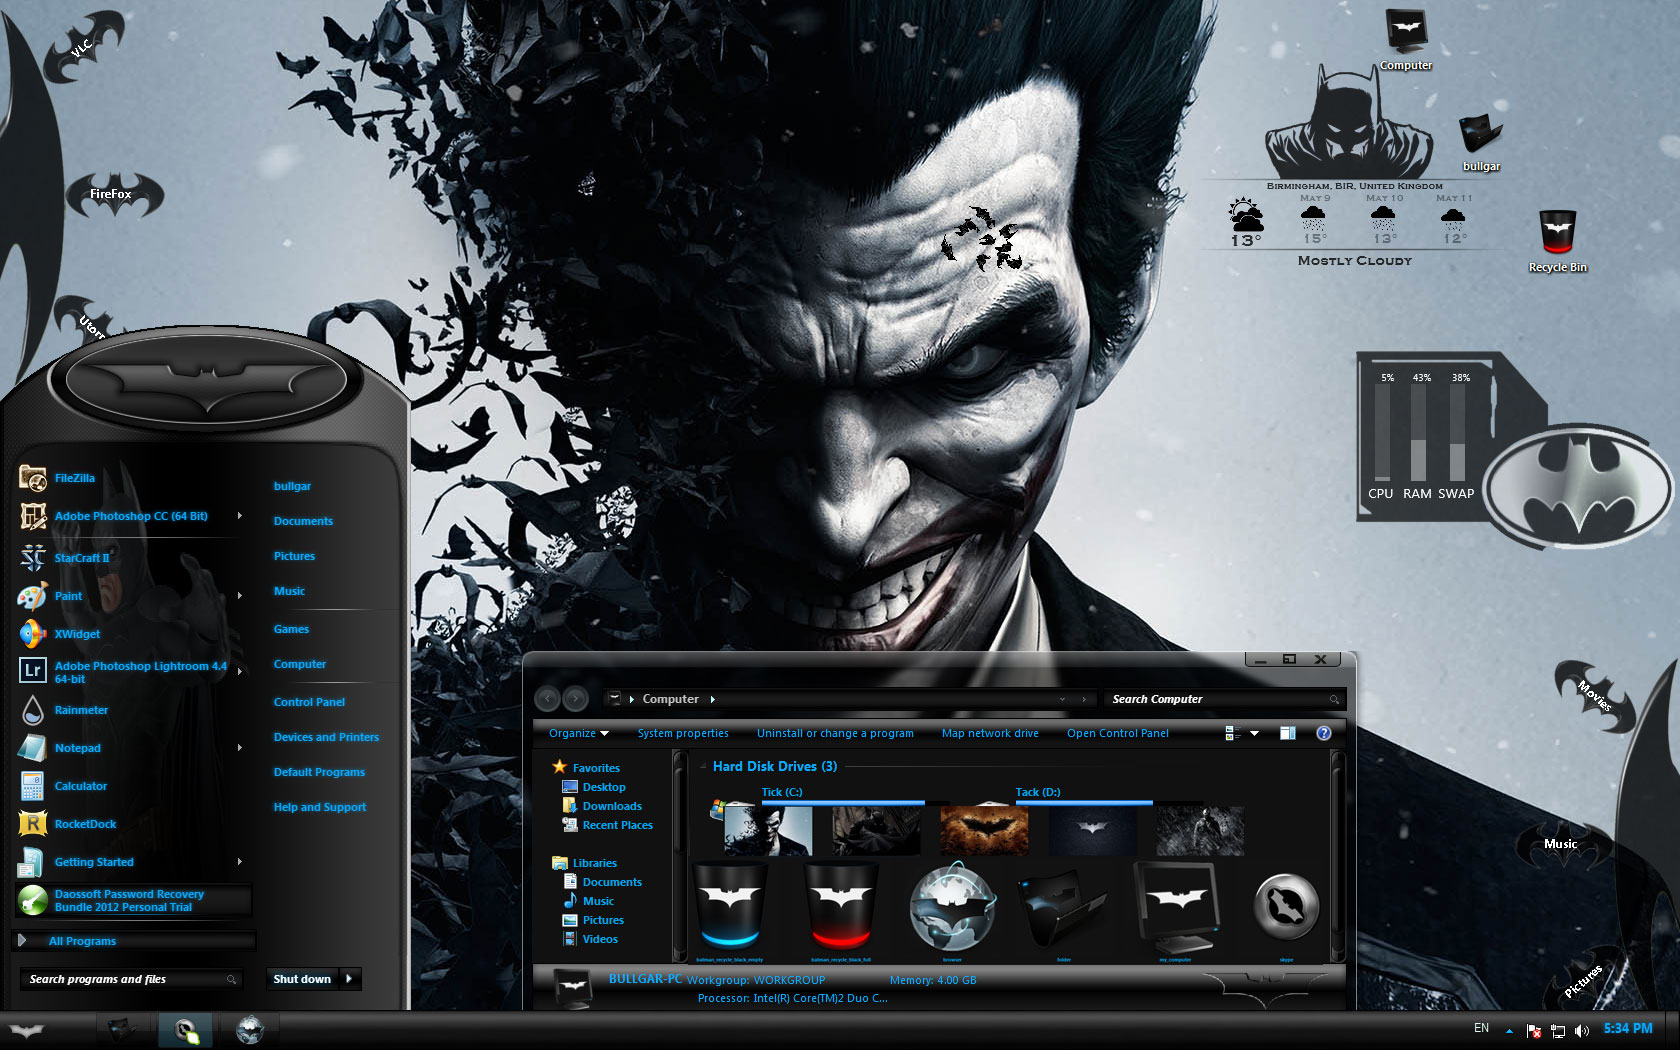 VLC
FireFox
Utorr
Computer
bullgar
Recycle Bin
Birmingham, BIR, United Kingdom
May 9 May 10 May 11
13° 15° 13° 12°
Mostly Cloudy
5% 43% 38%
CPU RAM SWAP
FileZilla
Adobe Photoshop CC (64 Bit)
StarCraft II
Paint
XWidget
Lr
Adobe Photoshop Lightroom 4.4
64-bit
Rainmeter
Notepad
Calculator
R
RocketDock
Getting Started
Daossoft Password Recovery
Bundle 2012 Personal Trial
All Programs
Search programs and files
Shut down
bullgar
Documents
Pictures
Music
Games
Computer
Control Panel
Devices and Printers
Default Programs
Help and Support
Computer
Search Computer
Organize System properties Uninstall or change a program Map network drive Open Control Panel
Favorites
Desktop
Downloads
Recent Places
Libraries
Documents
Music
Pictures
Videos
Hard Disk Drives (3)
Tick (C:) Tack (D:)
batman_recycle_black_empty batman_recycle_black_full browser folder my_computer skype
BULLGAR-PC Workgroup: WORKGROUP Memory: 4.00 GB
Processor: Intel(R) Core(TM)2 Duo C...
Movies
Music
Pictures
EN 5:34 PM